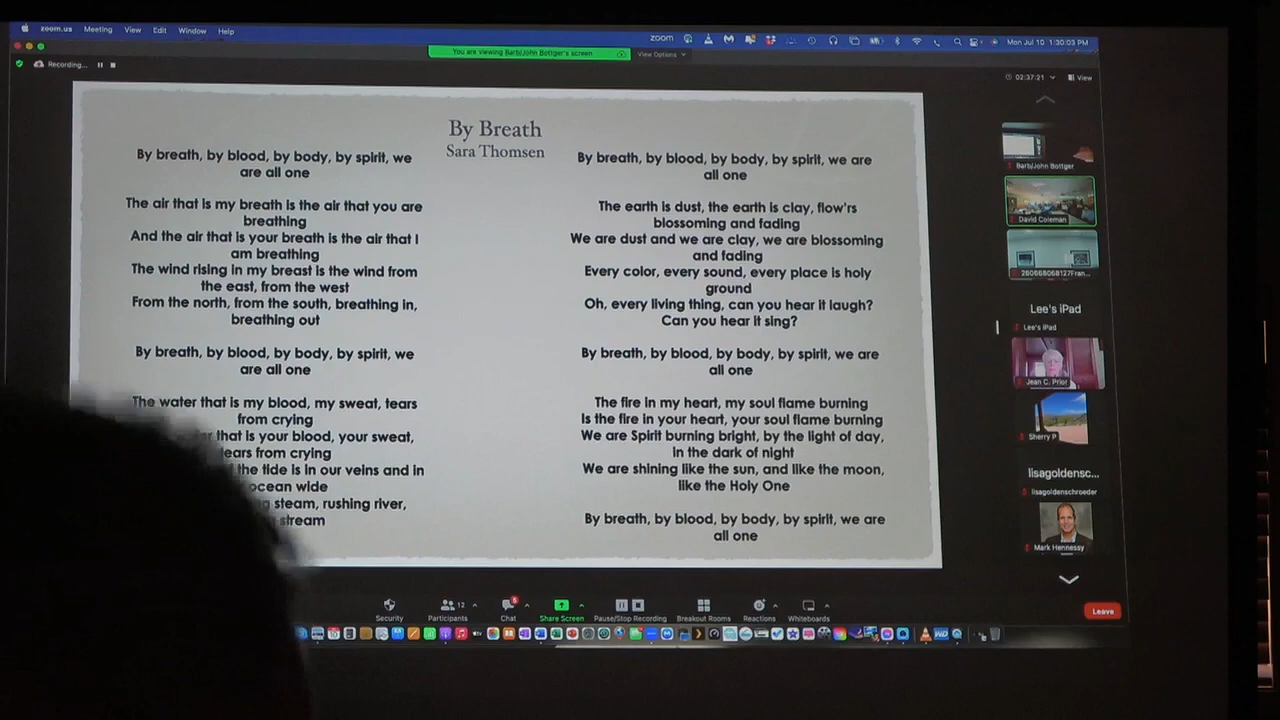 zoom.us Meeting View Edit Window Help
zoom
Mon Jul 10 1:30:03 PM
You are viewing Barb/John Bottger's screen
View Options
Recording...
02:37:21
View
By Breath
Sara Thomsen
By breath, by blood, by body, by spirit, we
are all one
The air that is my breath is the air that you are
breathing
And the air that is your breath is the air that I
am breathing
The wind rising in my breast is the wind from
the east, from the west
From the north, from the south, breathing in,
breathing out
By breath, by blood, by body, by spirit, we
are all one
The water that is my blood, my sweat, tears
from crying
that is your blood, your sweat,
from crying
the tide is in our veins and in
ocean wide
steam, rushing river,
stream
By breath, by blood, by body, by spirit, we are
all one
The earth is dust, the earth is clay, flow'rs
blossoming and fading
We are dust and we are clay, we are blossoming
and fading
Every color, every sound, every place is holy
ground
Oh, every living thing, can you hear it laugh?
Can you hear it sing?
By breath, by blood, by body, by spirit, we are
all one
The fire in my heart, my soul flame burning
Is the fire in your heart, your soul flame burning
We are Spirit burning bright, by the light of day,
in the dark of night
We are shining like the sun, and like the moon,
like the Holy One
By breath, by blood, by body, by spirit, we are
all one
Barb/John Bottger
David Coleman
260668068127Fran...
Lee's iPad
Lee's iPad
Jean C. Prior
Sherry P
lisagoldensc...
lisagoldenschroeder
Mark Hennessy
Security
12
Participants
Chat
Share Screen
Pause/Stop Recording
Breakout Rooms
Reactions
Whiteboards
Leave